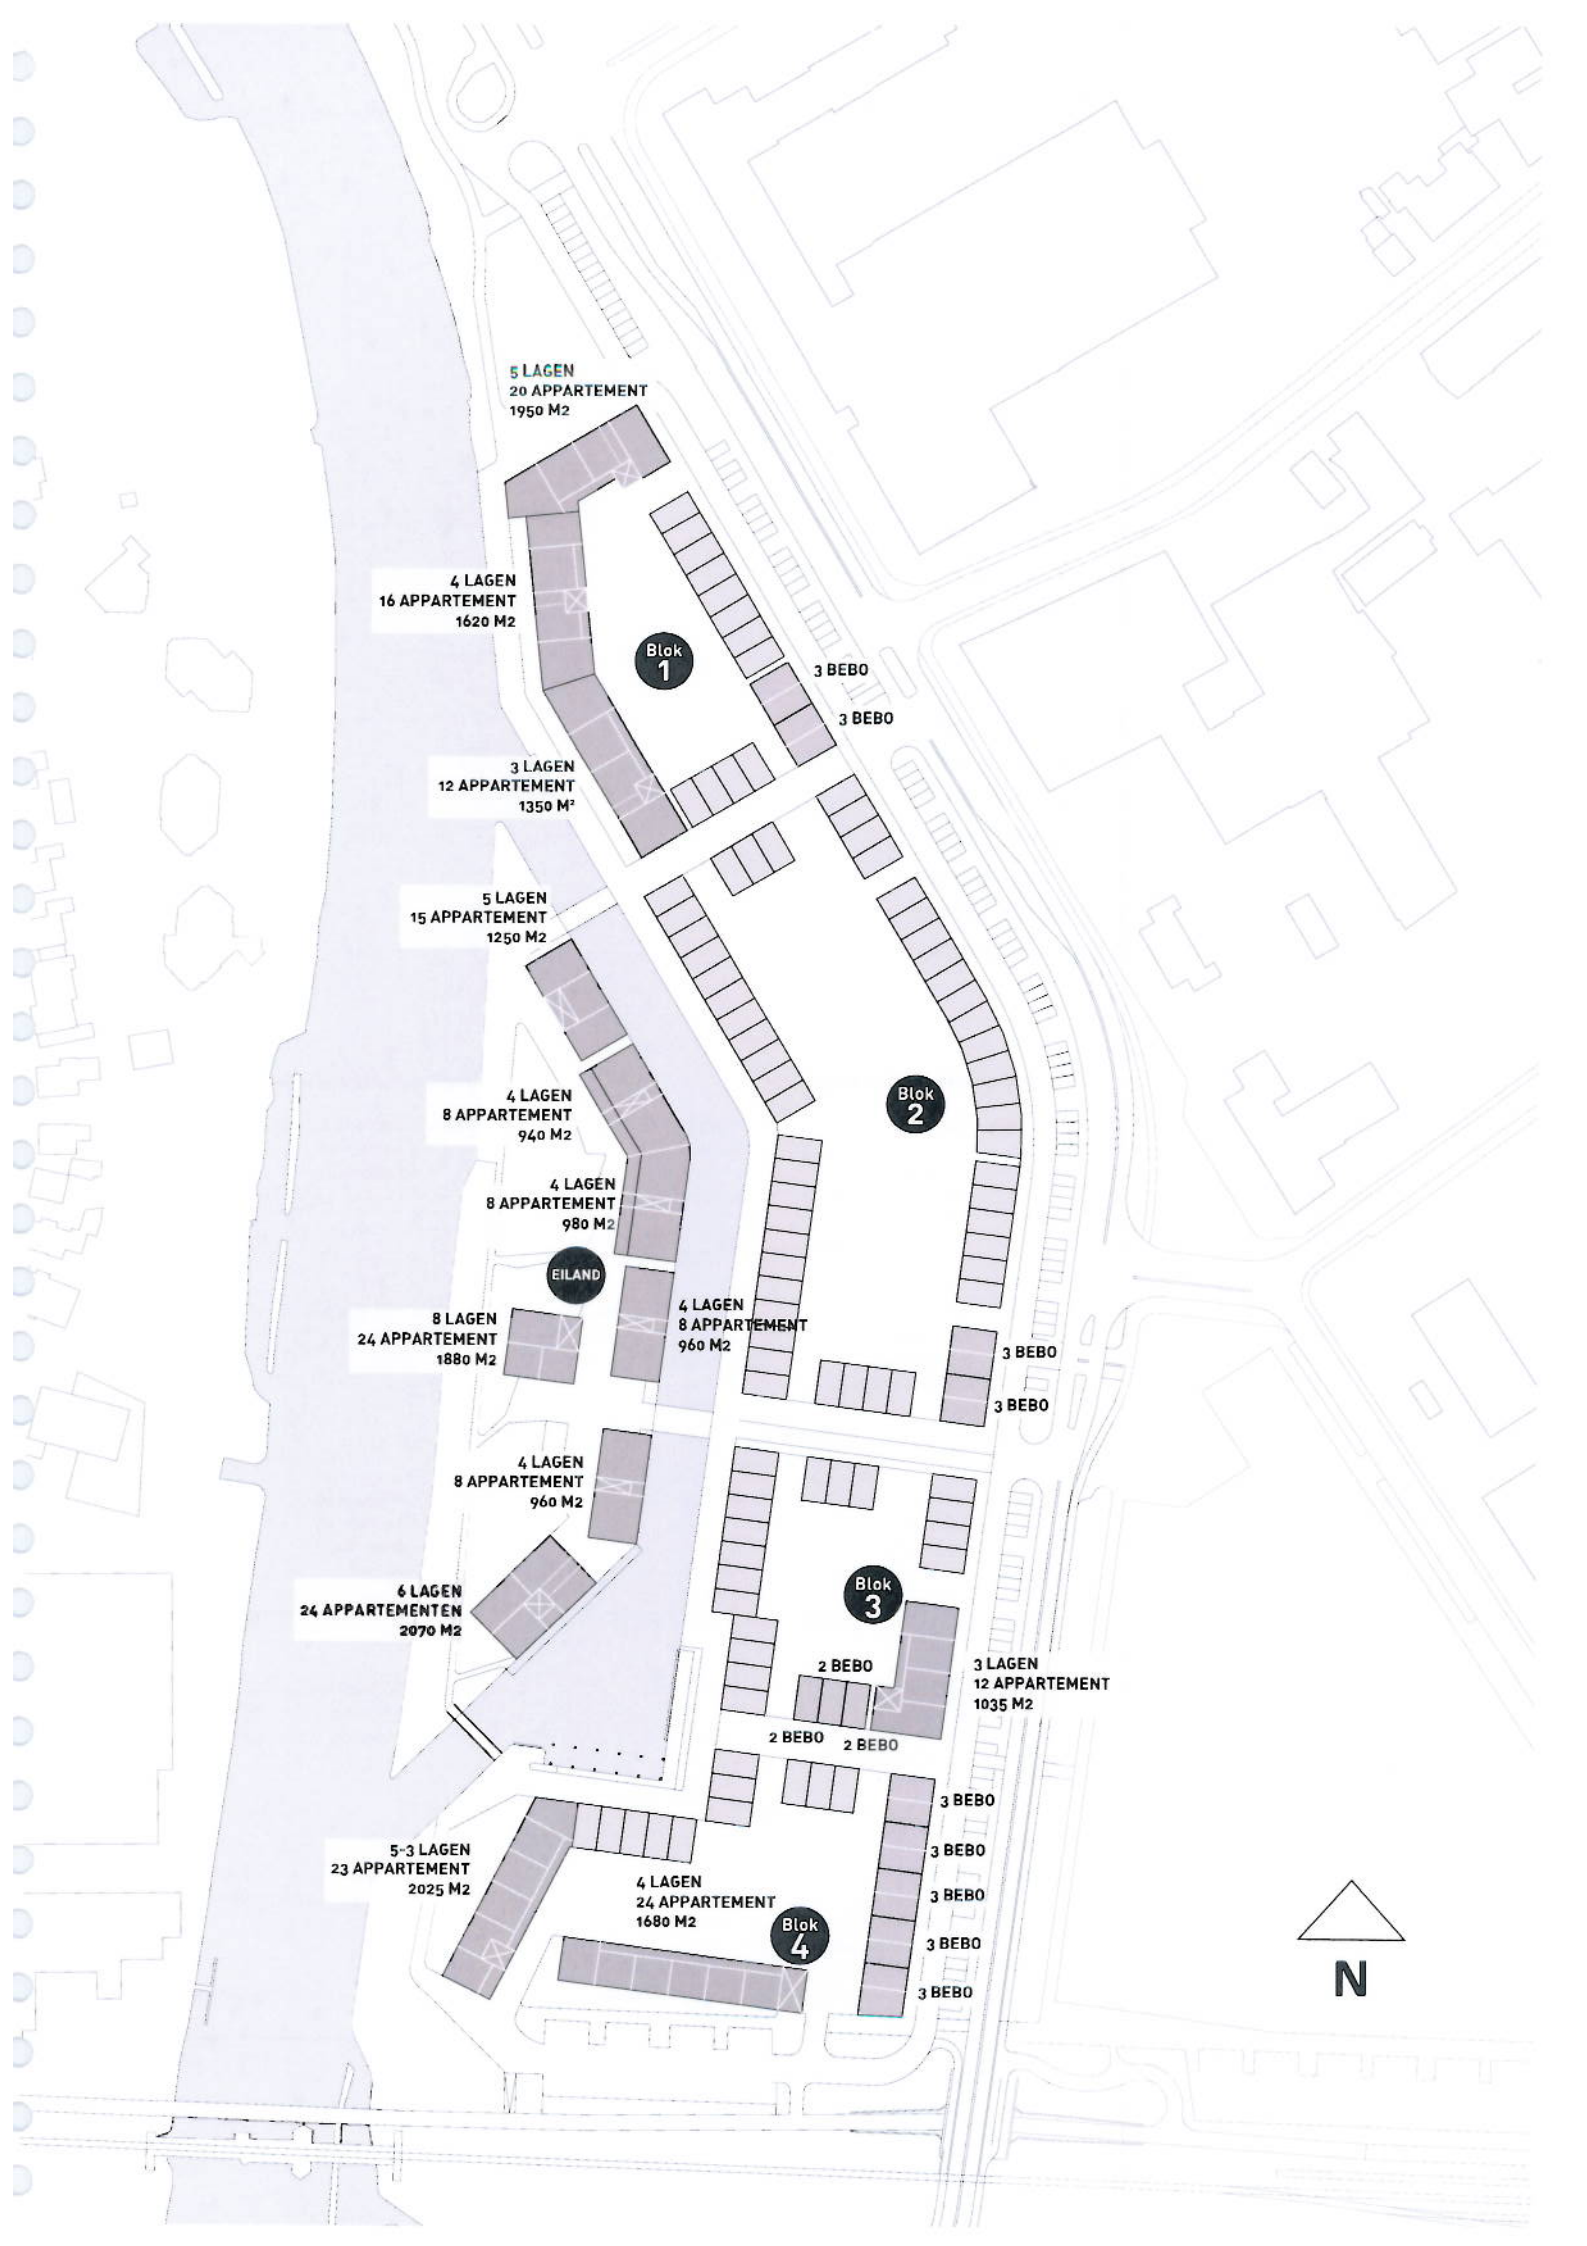 5 LAGEN
20 APPARTEMENT
1950 M2
4 LAGEN
16 APPARTEMENT
1620 M2
Blok
1
3 BEBO
3 BEBO
3 LAGEN
12 APPARTEMENT
1350 M²
5 LAGEN
15 APPARTEMENT
1250 M2
4 LAGEN
8 APPARTEMENT
940 M2
Blok
2
4 LAGEN
8 APPARTEMENT
980 M2
EILAND
4 LAGEN
8 APPARTEMENT
960 M2
8 LAGEN
24 APPARTEMENT
1880 M2
3 BEBO
3 BEBO
4 LAGEN
8 APPARTEMENT
960 M2
6 LAGEN
24 APPARTEMENTEN
2070 M2
Blok
3
2 BEBO
3 LAGEN
12 APPARTEMENT
1035 M2
2 BEBO
2 BEBO
3 BEBO
3 BEBO
3 BEBO
3 BEBO
3 BEBO
5-3 LAGEN
23 APPARTEMENT
2025 M2
4 LAGEN
24 APPARTEMENT
1680 M2
Blok
4
N